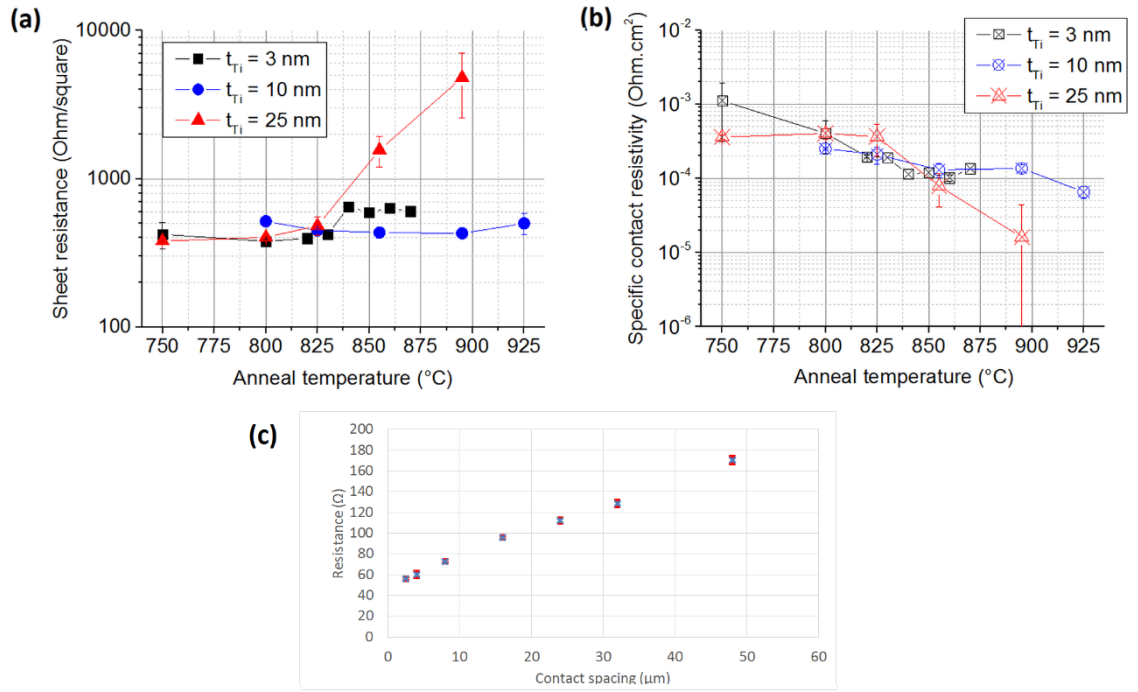 (a)
Sheet resistance (Ohm/square)
10000
1000
100
t_Ti = 3 nm
t_Ti = 10 nm
t_Ti = 25 nm
750 775 800 825 850 875 900 925
Anneal temperature (°C)
(b)
Specific contact resistivity (Ohm.cm²)
10⁻²
10⁻³
10⁻⁴
10⁻⁵
10⁻⁶
t_Ti = 3 nm
t_Ti = 10 nm
t_Ti = 25 nm
750 775 800 825 850 875 900 925
Anneal temperature (°C)
(c)
Resistance (Ω)
200
180
160
140
120
100
80
60
40
20
0
0 10 20 30 40 50 60
Contact spacing (μm)